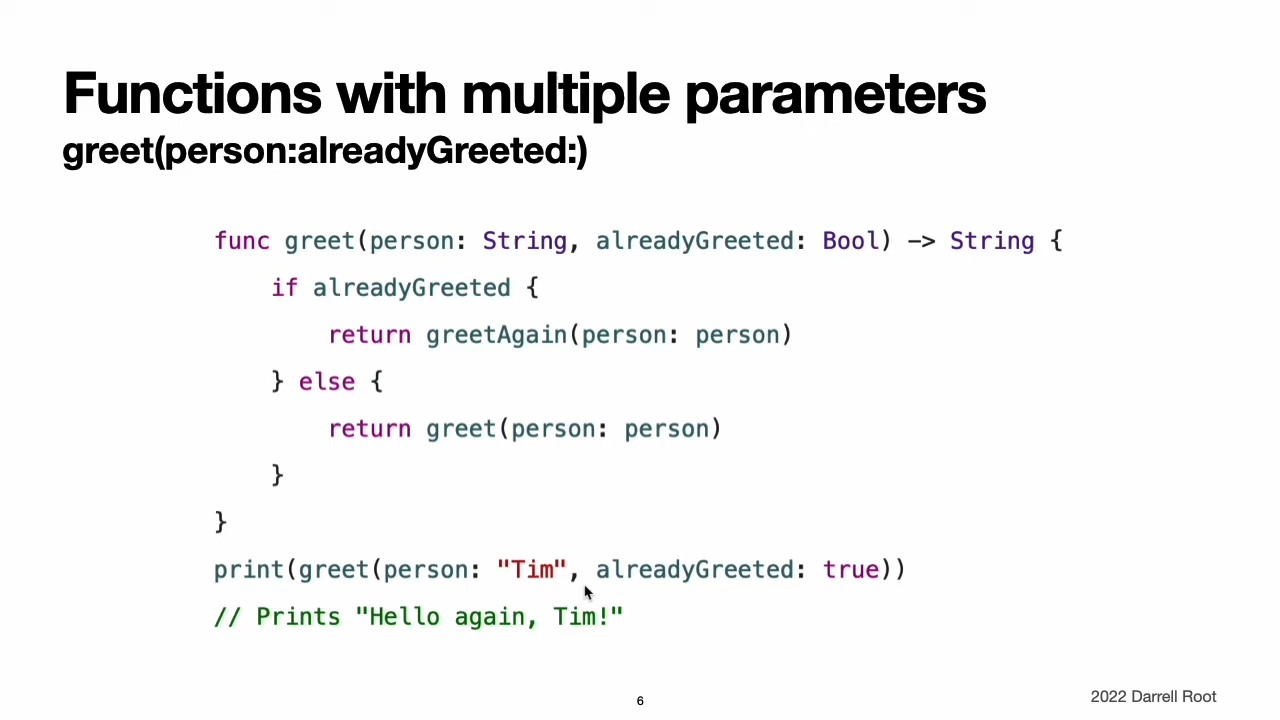 Functions with multiple parameters
greet(person:alreadyGreeted:)
func greet(person: String, alreadyGreeted: Bool) -> String {
    if alreadyGreeted {
        return greetAgain(person: person)
    } else {
        return greet(person: person)
    }
}
print(greet(person: "Tim", alreadyGreeted: true))
// Prints "Hello again, Tim!"
6
2022 Darrell Root